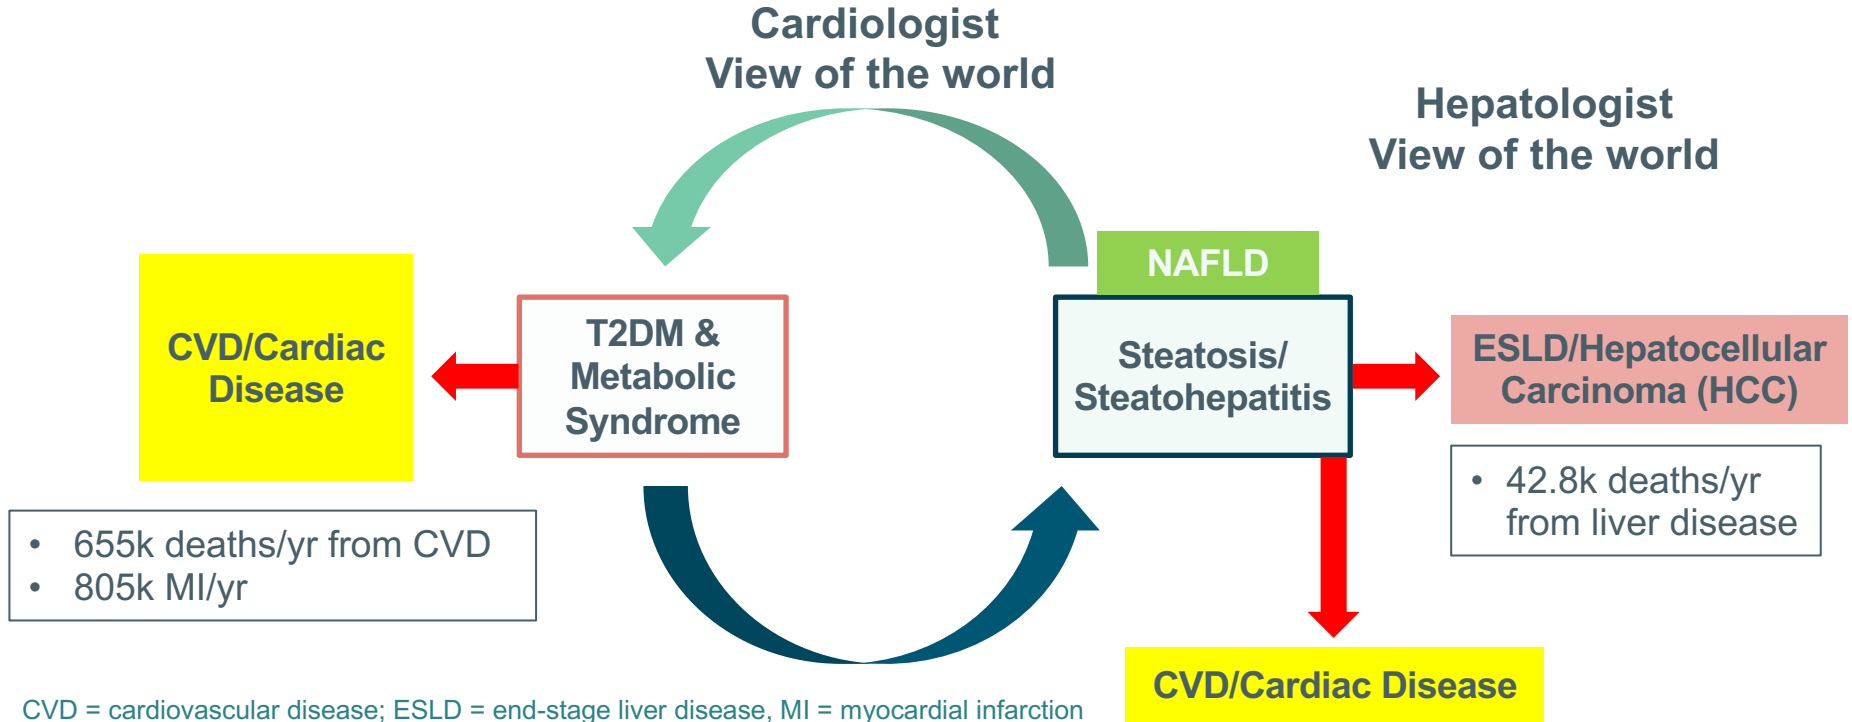 Cardiologist
View of the world
Hepatologist
View of the world
NAFLD
CVD/Cardiac
Disease
T2DM &
Metabolic
Syndrome
Steatosis/
Steatohepatitis
ESLD/Hepatocellular
Carcinoma (HCC)
• 42.8k deaths/yr
from liver disease
• 655k deaths/yr from CVD
• 805k MI/yr
CVD/Cardiac Disease
CVD = cardiovascular disease; ESLD = end-stage liver disease, MI = myocardial infarction